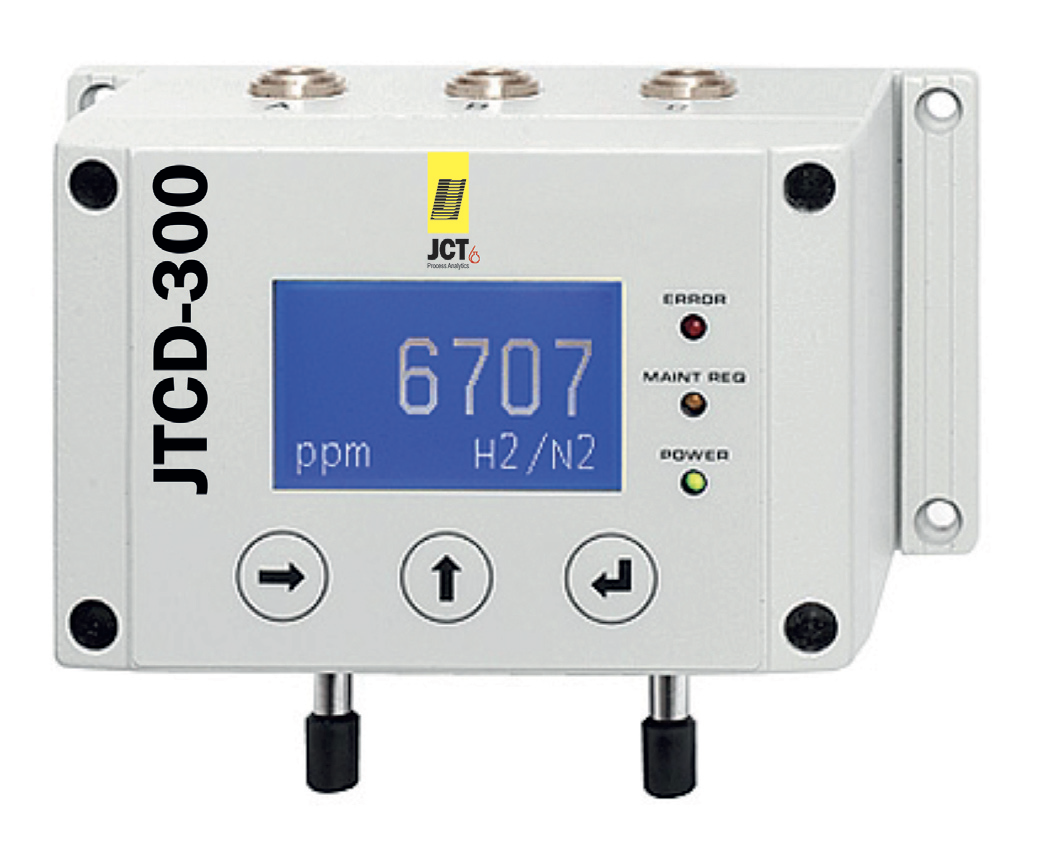 A
B
C
JTCD-300
JCT
Process Analytics
ERROR
6707
MAINT REQ
ppm H2/N2
POWER